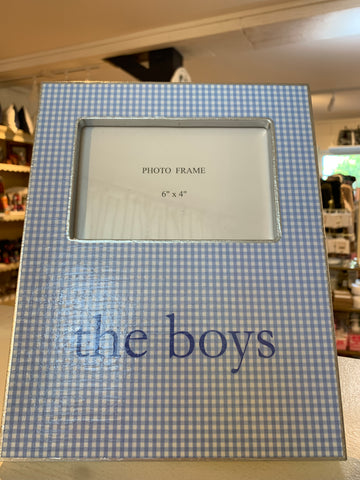 PHOTO FRAME
6" x 4"
the boys